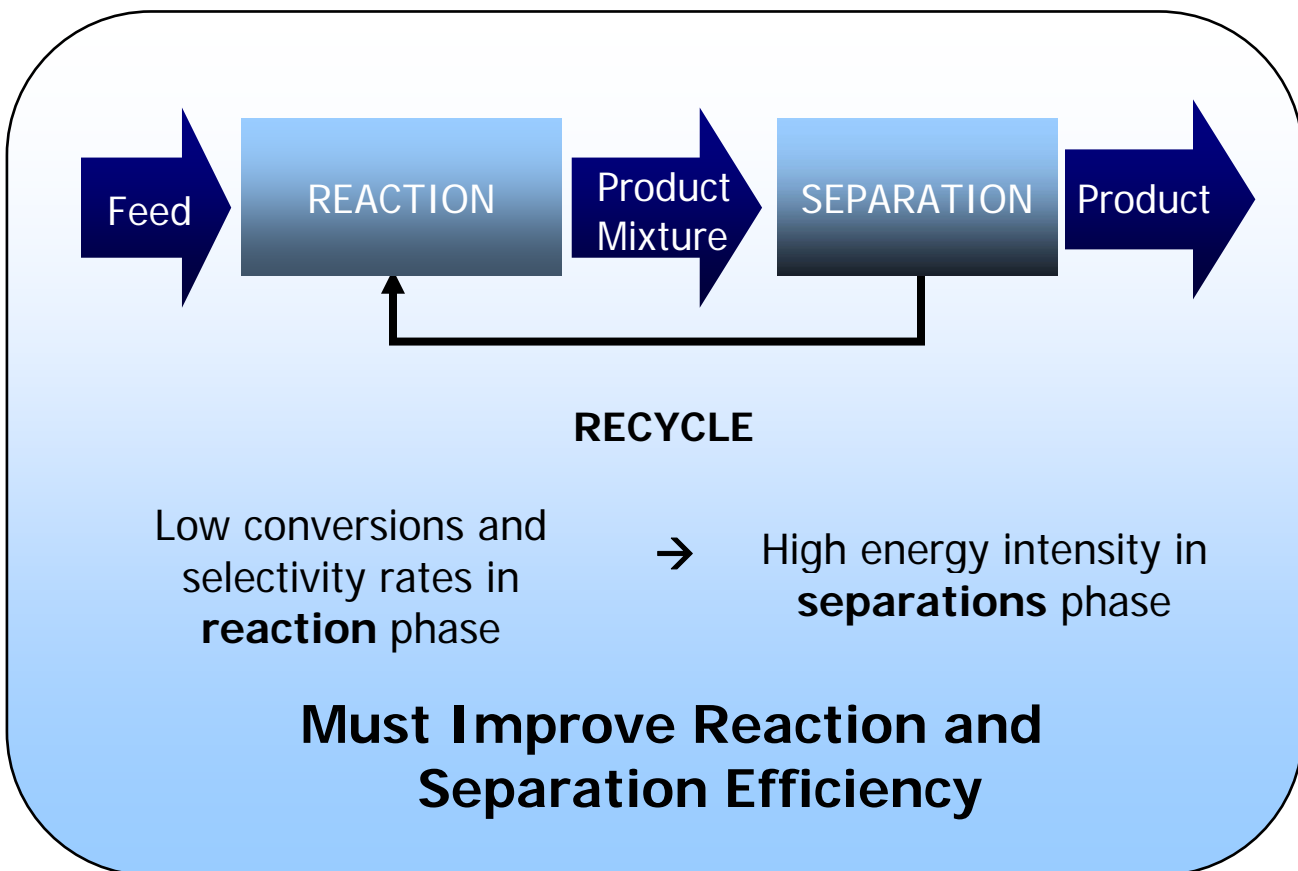 Feed
REACTION
Product
Mixture
SEPARATION
Product
RECYCLE
Low conversions and
selectivity rates in
reaction phase
→
High energy intensity in
separations phase
Must Improve Reaction and
Separation Efficiency